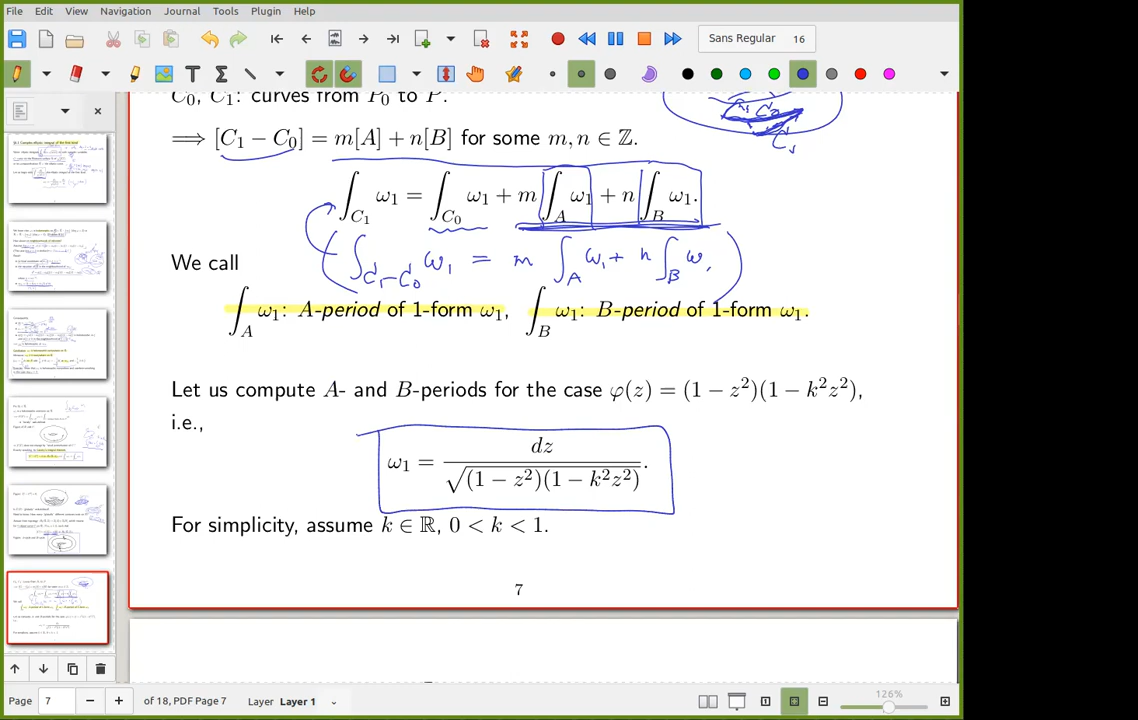 File Edit View Navigation Journal Tools Plugin Help
Sans Regular 16
C₀, C₁: curves from P₀ to P.
C₁ C₂
C₁
⟹ [C₁ − C₀] = m[A] + n[B] for some m, n ∈ ℤ.
∫_{C₁} ω₁ = ∫_{C₀} ω₁ + m ∫_A ω₁ + n ∫_B ω₁.
( ∫_{C₁−C₀} ω₁ = m ∫_A ω₁ + n ∫_B ω₁ )
We call
∫_A ω₁: A-period of 1-form ω₁, ∫_B ω₁: B-period of 1-form ω₁.
Let us compute A- and B-periods for the case φ(z) = (1 − z²)(1 − k²z²),
i.e.,
ω₁ = dz / √((1 − z²)(1 − k²z²)).
For simplicity, assume k ∈ ℝ, 0 < k < 1.
7
Page 7 of 18, PDF Page 7 Layer Layer 1 126%